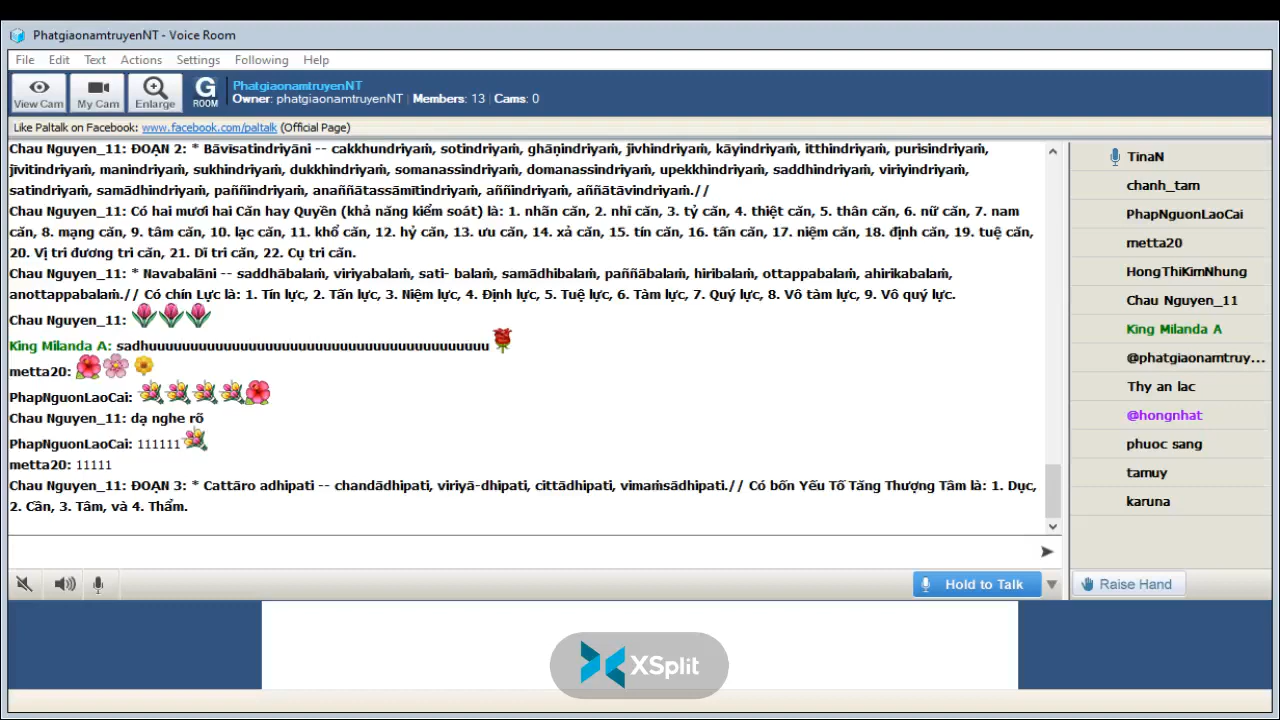 PhatgiaonamtruyenNT - Voice Room
File Edit Text Actions Settings Following Help
View Cam My Cam Enlarge G ROOM PhatgiaonamtruyenNT
Owner: phatgiaonamtruyenNT | Members: 13 | Cams: 0
Like Paltalk on Facebook: www.facebook.com/paltalk (Official Page)
Chau Nguyen_11: ĐOẠN 2: * Bāvīsatindriyāni -- cakkhundriyaṁ, sotindriyaṁ, ghāṇindriyaṁ, jivhindriyaṁ, kāyindriyaṁ, itthindriyaṁ, purisindriyaṁ,
jīvitindriyaṁ, manindriyaṁ, sukhindriyaṁ, dukkhindriyaṁ, somanassindriyaṁ, domanassindriyaṁ, upekkhindriyaṁ, saddhindriyaṁ, viriyindriyaṁ,
satindriyaṁ, samādhindriyaṁ, paññindriyaṁ, anaññātassāmītindriyaṁ, aññindriyaṁ, aññātāvindriyaṁ.//
Chau Nguyen_11: Có hai mươi hai Căn hay Quyền (khả năng kiểm soát) là: 1. nhãn căn, 2. nhĩ căn, 3. tỷ căn, 4. thiệt căn, 5. thân căn, 6. nữ căn, 7. nam
căn, 8. mạng căn, 9. tâm căn, 10. lạc căn, 11. khổ căn, 12. hỷ căn, 13. ưu căn, 14. xả căn, 15. tín căn, 16. tấn căn, 17. niệm căn, 18. định căn, 19. tuệ căn,
20. Vị tri đương tri căn, 21. Dĩ tri căn, 22. Cụ tri căn.
Chau Nguyen_11: * Navabalāni -- saddhābalaṁ, viriyabalaṁ, sati- balaṁ, samādhibalaṁ, paññābalaṁ, hiribalaṁ, ottappabalaṁ, ahirikabalaṁ,
anottappabalaṁ.// Có chín Lực là: 1. Tín lực, 2. Tấn lực, 3. Niệm lực, 4. Định lực, 5. Tuệ lực, 6. Tàm lực, 7. Quý lực, 8. Vô tàm lực, 9. Vô quý lực.
Chau Nguyen_11:
King Milanda A: sadhuuuuuuuuuuuuuuuuuuuuuuuuuuuuuuuuuuuuuuuu
metta20:
PhapNguonLaoCai:
Chau Nguyen_11: dạ nghe rõ
PhapNguonLaoCai: 111111
metta20: 11111
Chau Nguyen_11: ĐOẠN 3: * Cattāro adhipati -- chandādhipati, viriyā-dhipati, cittādhipati, vimaṁsādhipati.// Có bốn Yếu Tố Tăng Thượng Tâm là: 1. Dục,
2. Cần, 3. Tâm, và 4. Thẩm.
TinaN
chanh_tam
PhapNguonLaoCai
metta20
HongThiKimNhung
Chau Nguyen_11
King Milanda A
@phatgiaonamtruy...
Thy an lac
@hongnhat
phuoc sang
tamuy
karuna
Hold to Talk
Raise Hand
XSplit